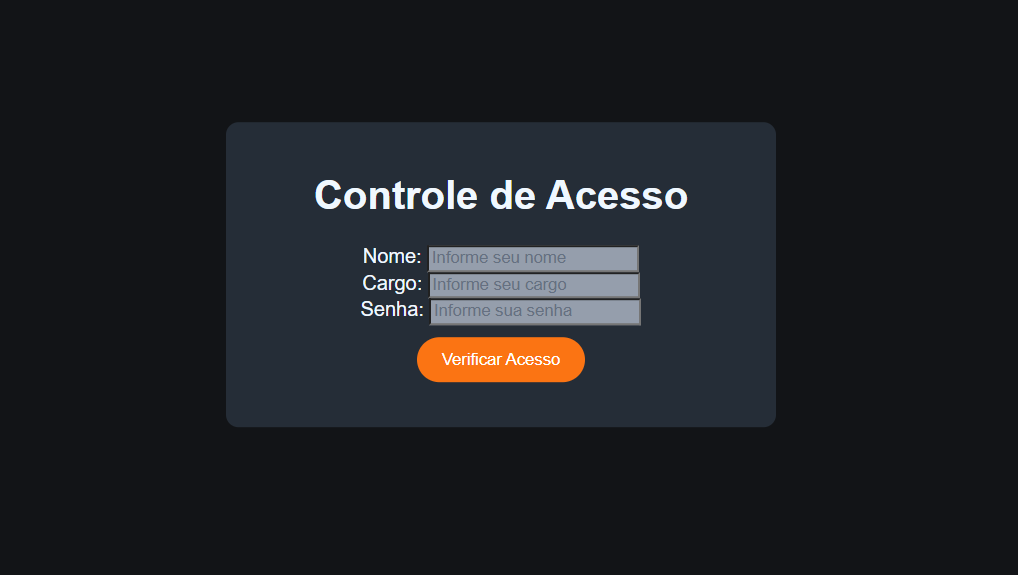 Controle de Acesso
Nome: Informe seu nome
Cargo: Informe seu cargo
Senha: Informe sua senha
Verificar Acesso